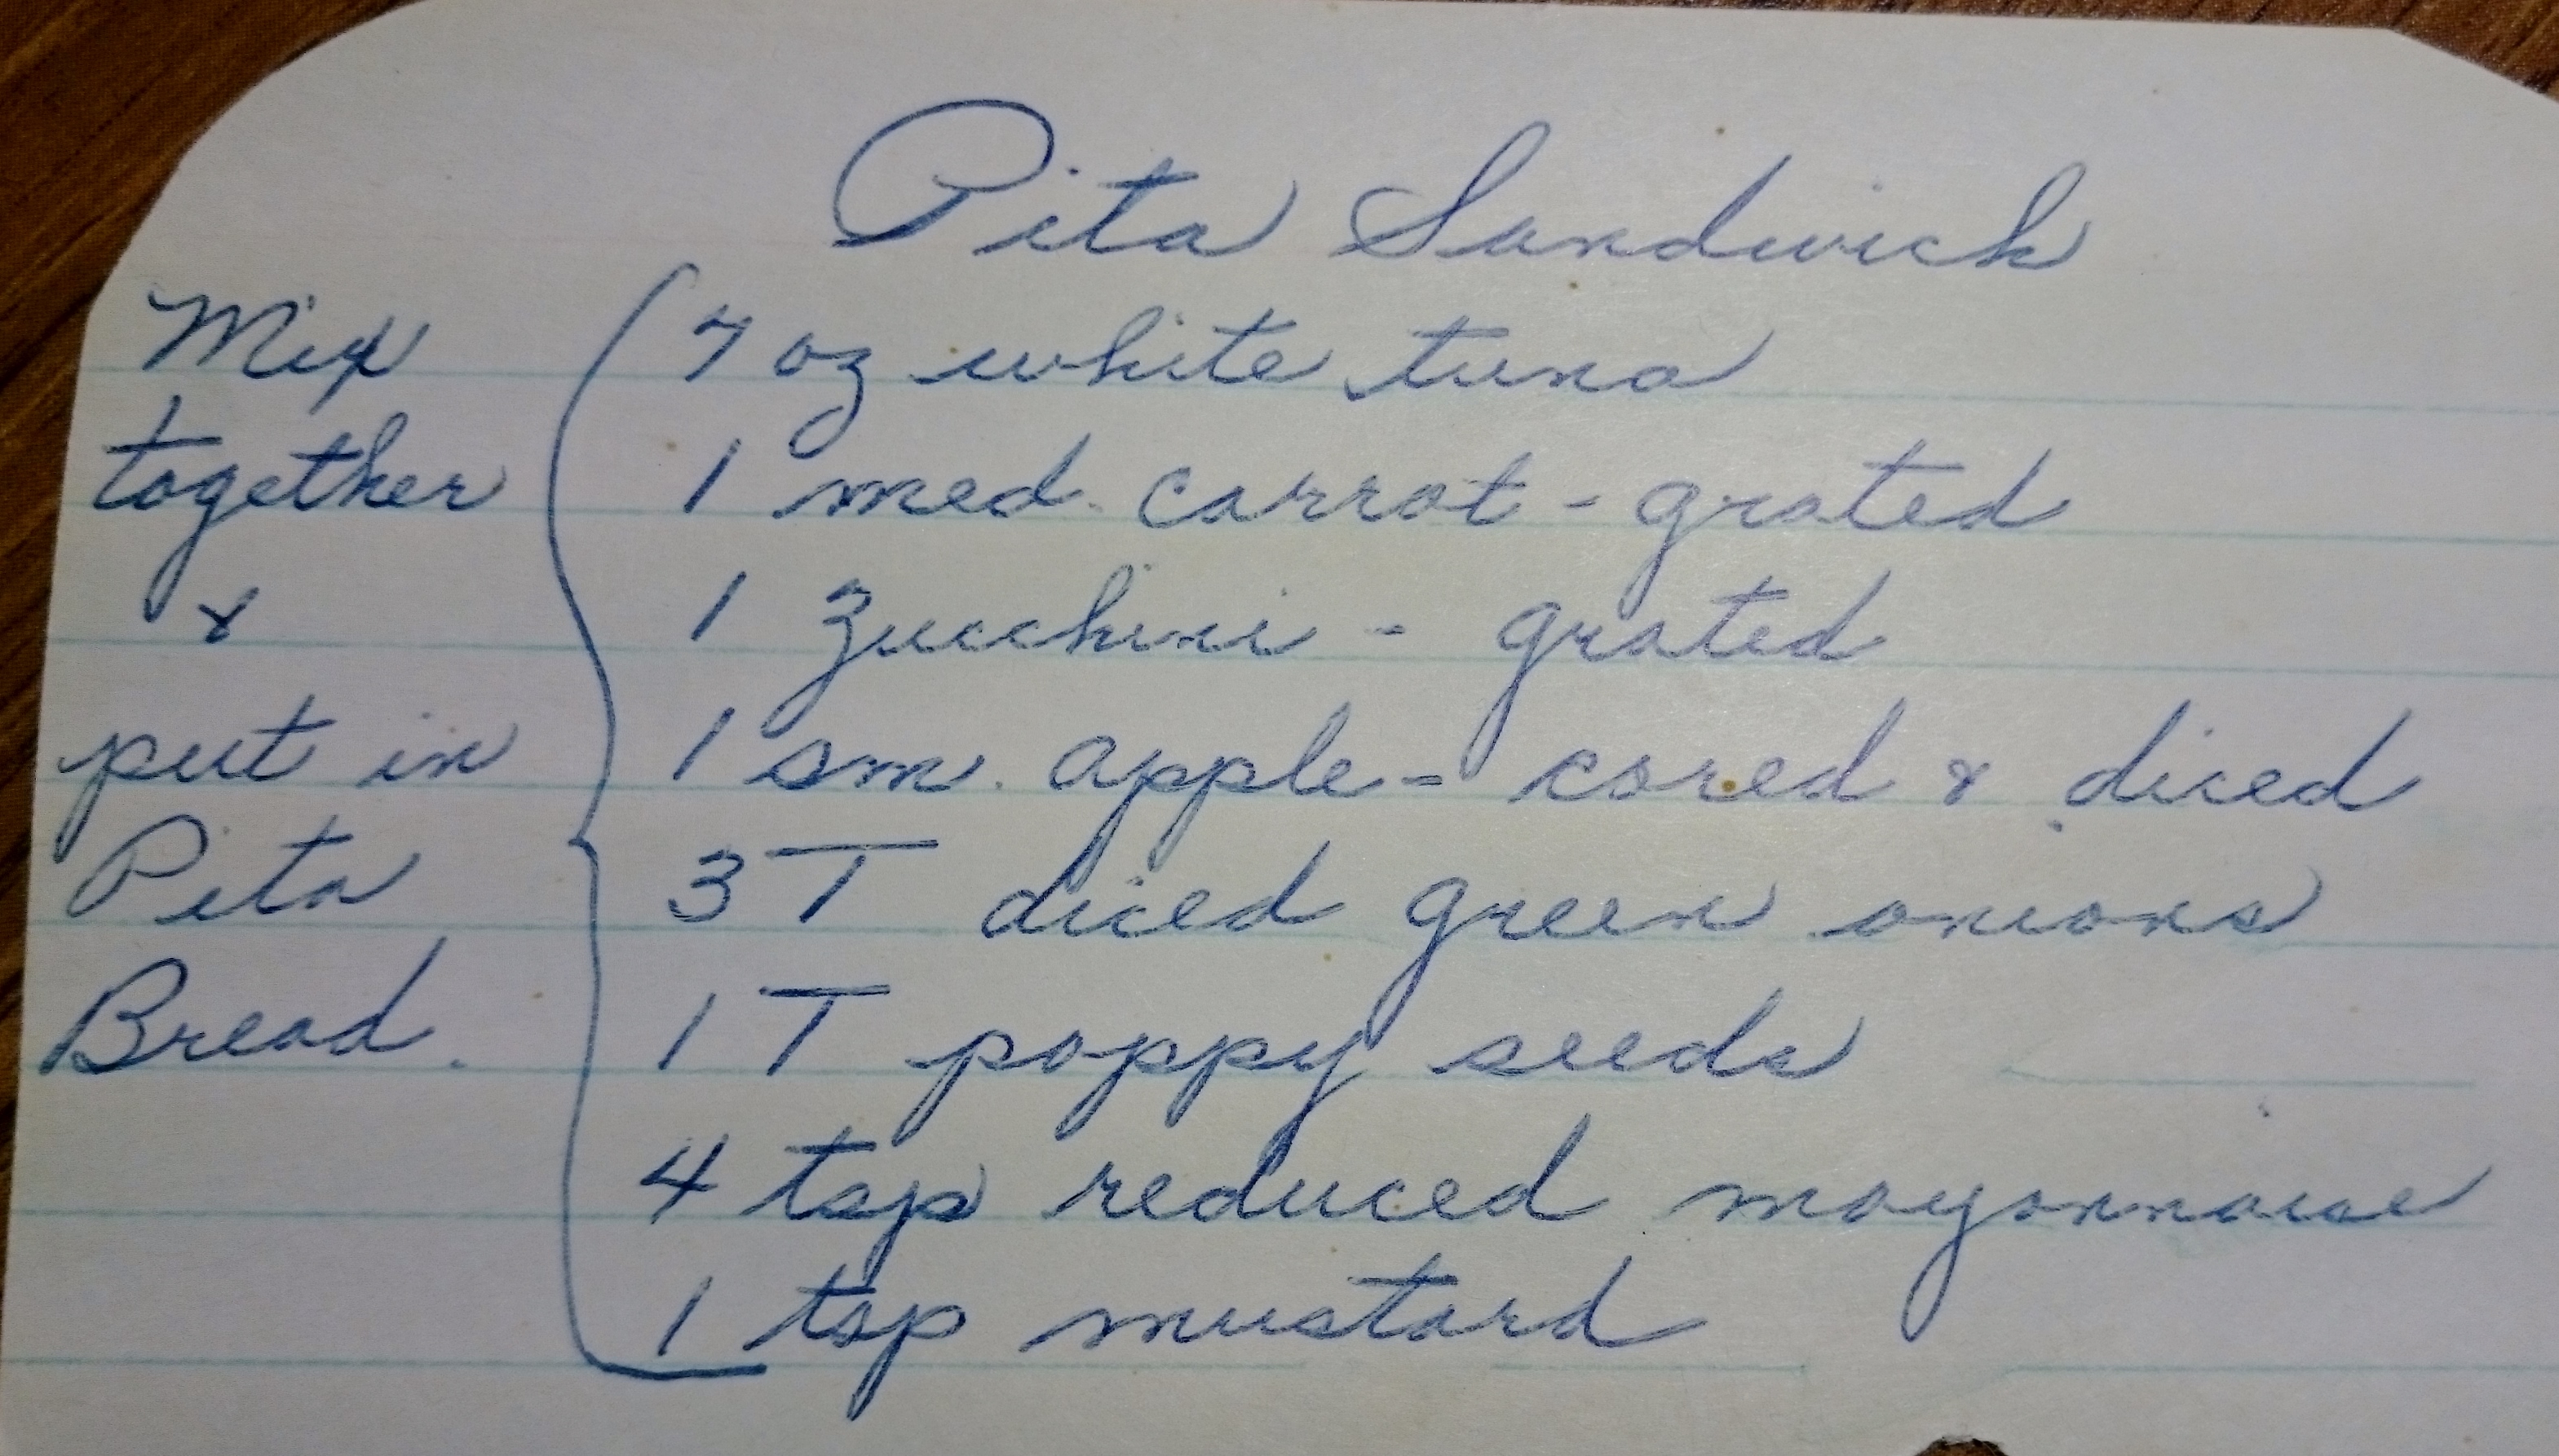 Pita Sandwich
Mix
together
&
put in
Pita
Bread.
7 oz white tuna
1 med. carrot - grated
1 zucchini - grated
1 sm. apple - cored & diced
3 T diced green onions
1 T poppy seeds
4 tsp reduced mayonnaise
1 tsp mustard